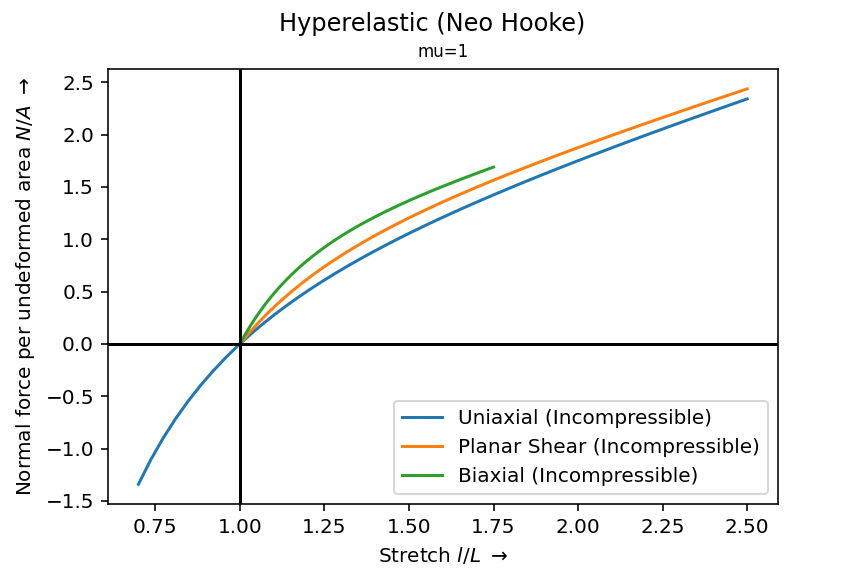 Hyperelastic (Neo Hooke)
mu=1
Normal force per undeformed area N/A →
2.5
2.0
1.5
1.0
0.5
0.0
−0.5
−1.0
−1.5
Uniaxial (Incompressible)
Planar Shear (Incompressible)
Biaxial (Incompressible)
0.75 1.00 1.25 1.50 1.75 2.00 2.25 2.50
Stretch l/L →